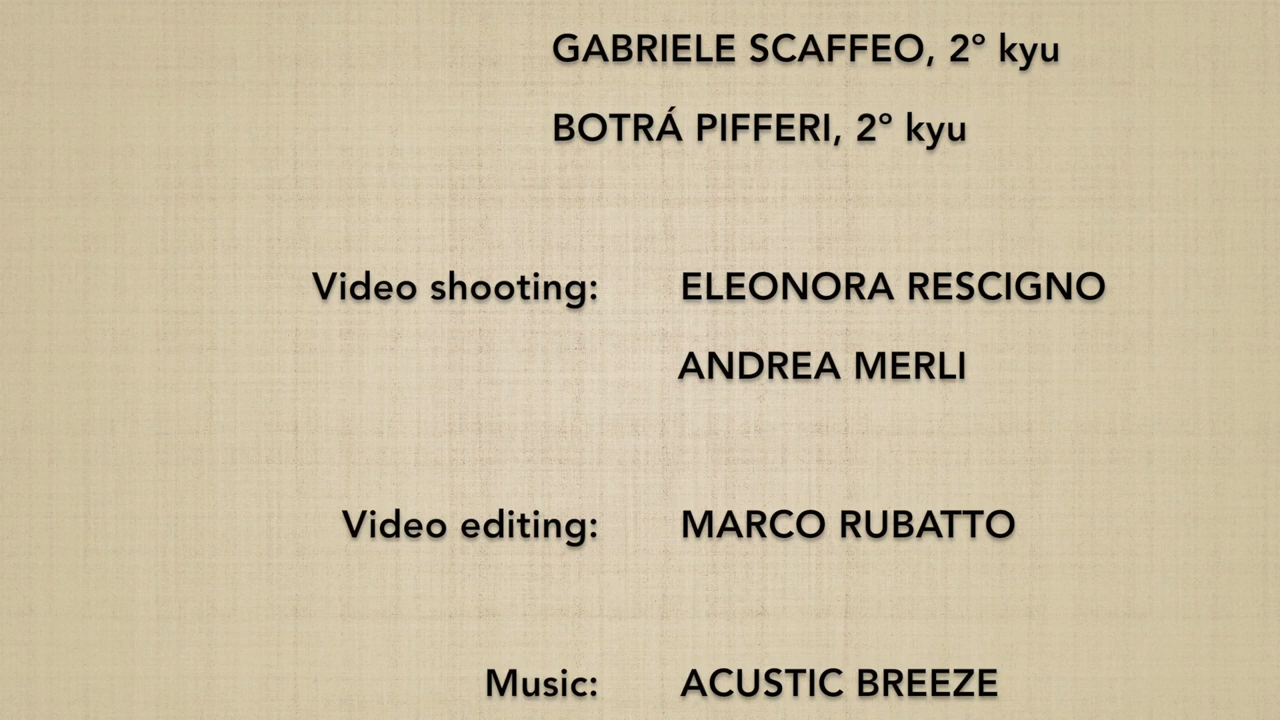 GABRIELE SCAFFEO, 2° kyu
BOTRÁ PIFFERI, 2° kyu
Video shooting: ELEONORA RESCIGNO
ANDREA MERLI
Video editing: MARCO RUBATTO
Music: ACUSTIC BREEZE